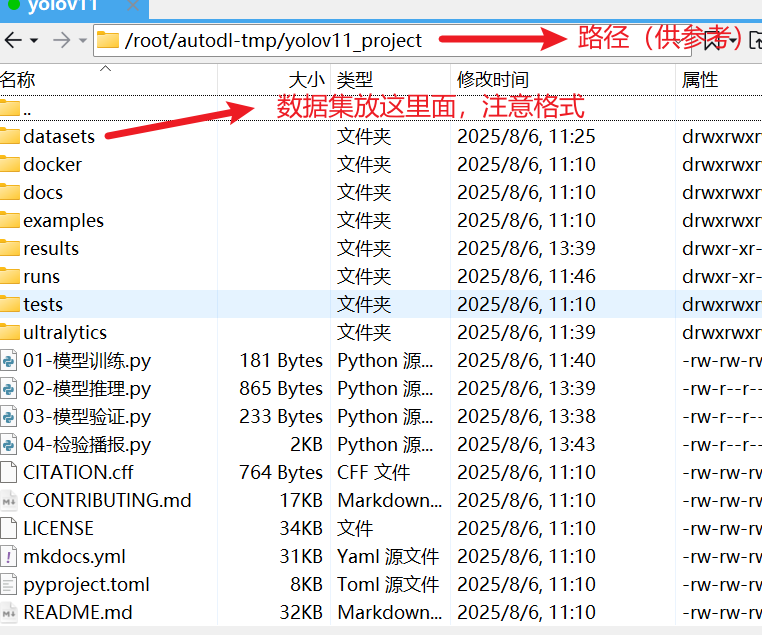 yolov11
/root/autodl-tmp/yolov11_project
路径（供参考）
名称 大小 类型 修改时间 属性
..
数据集放这里面，注意格式
datasets 文件夹 2025/8/6, 11:25 drwxrwxr
docker 文件夹 2025/8/6, 11:10 drwxrwxr
docs 文件夹 2025/8/6, 11:10 drwxrwxr
examples 文件夹 2025/8/6, 11:10 drwxrwxr
results 文件夹 2025/8/6, 13:39 drwxr-xr-
runs 文件夹 2025/8/6, 11:46 drwxr-xr-
tests 文件夹 2025/8/6, 11:10 drwxrwxr
ultralytics 文件夹 2025/8/6, 11:39 drwxrwxr
01-模型训练.py 181 Bytes Python 源... 2025/8/6, 11:40 -rw-rw-rw
02-模型推理.py 865 Bytes Python 源... 2025/8/6, 13:39 -rw-r--r--
03-模型验证.py 233 Bytes Python 源... 2025/8/6, 13:38 -rw-r--r--
04-检验播报.py 2KB Python 源... 2025/8/6, 13:43 -rw-r--r--
CITATION.cff 764 Bytes CFF 文件 2025/8/6, 11:10 -rw-rw-rw
CONTRIBUTING.md 17KB Markdown... 2025/8/6, 11:10 -rw-rw-rw
LICENSE 34KB 文件 2025/8/6, 11:10 -rw-rw-rw
mkdocs.yml 31KB Yaml 源文件 2025/8/6, 11:10 -rw-rw-rw
pyproject.toml 8KB Toml 源文件 2025/8/6, 11:10 -rw-rw-rw
README.md 32KB Markdown... 2025/8/6, 11:10 -rw-rw-rw